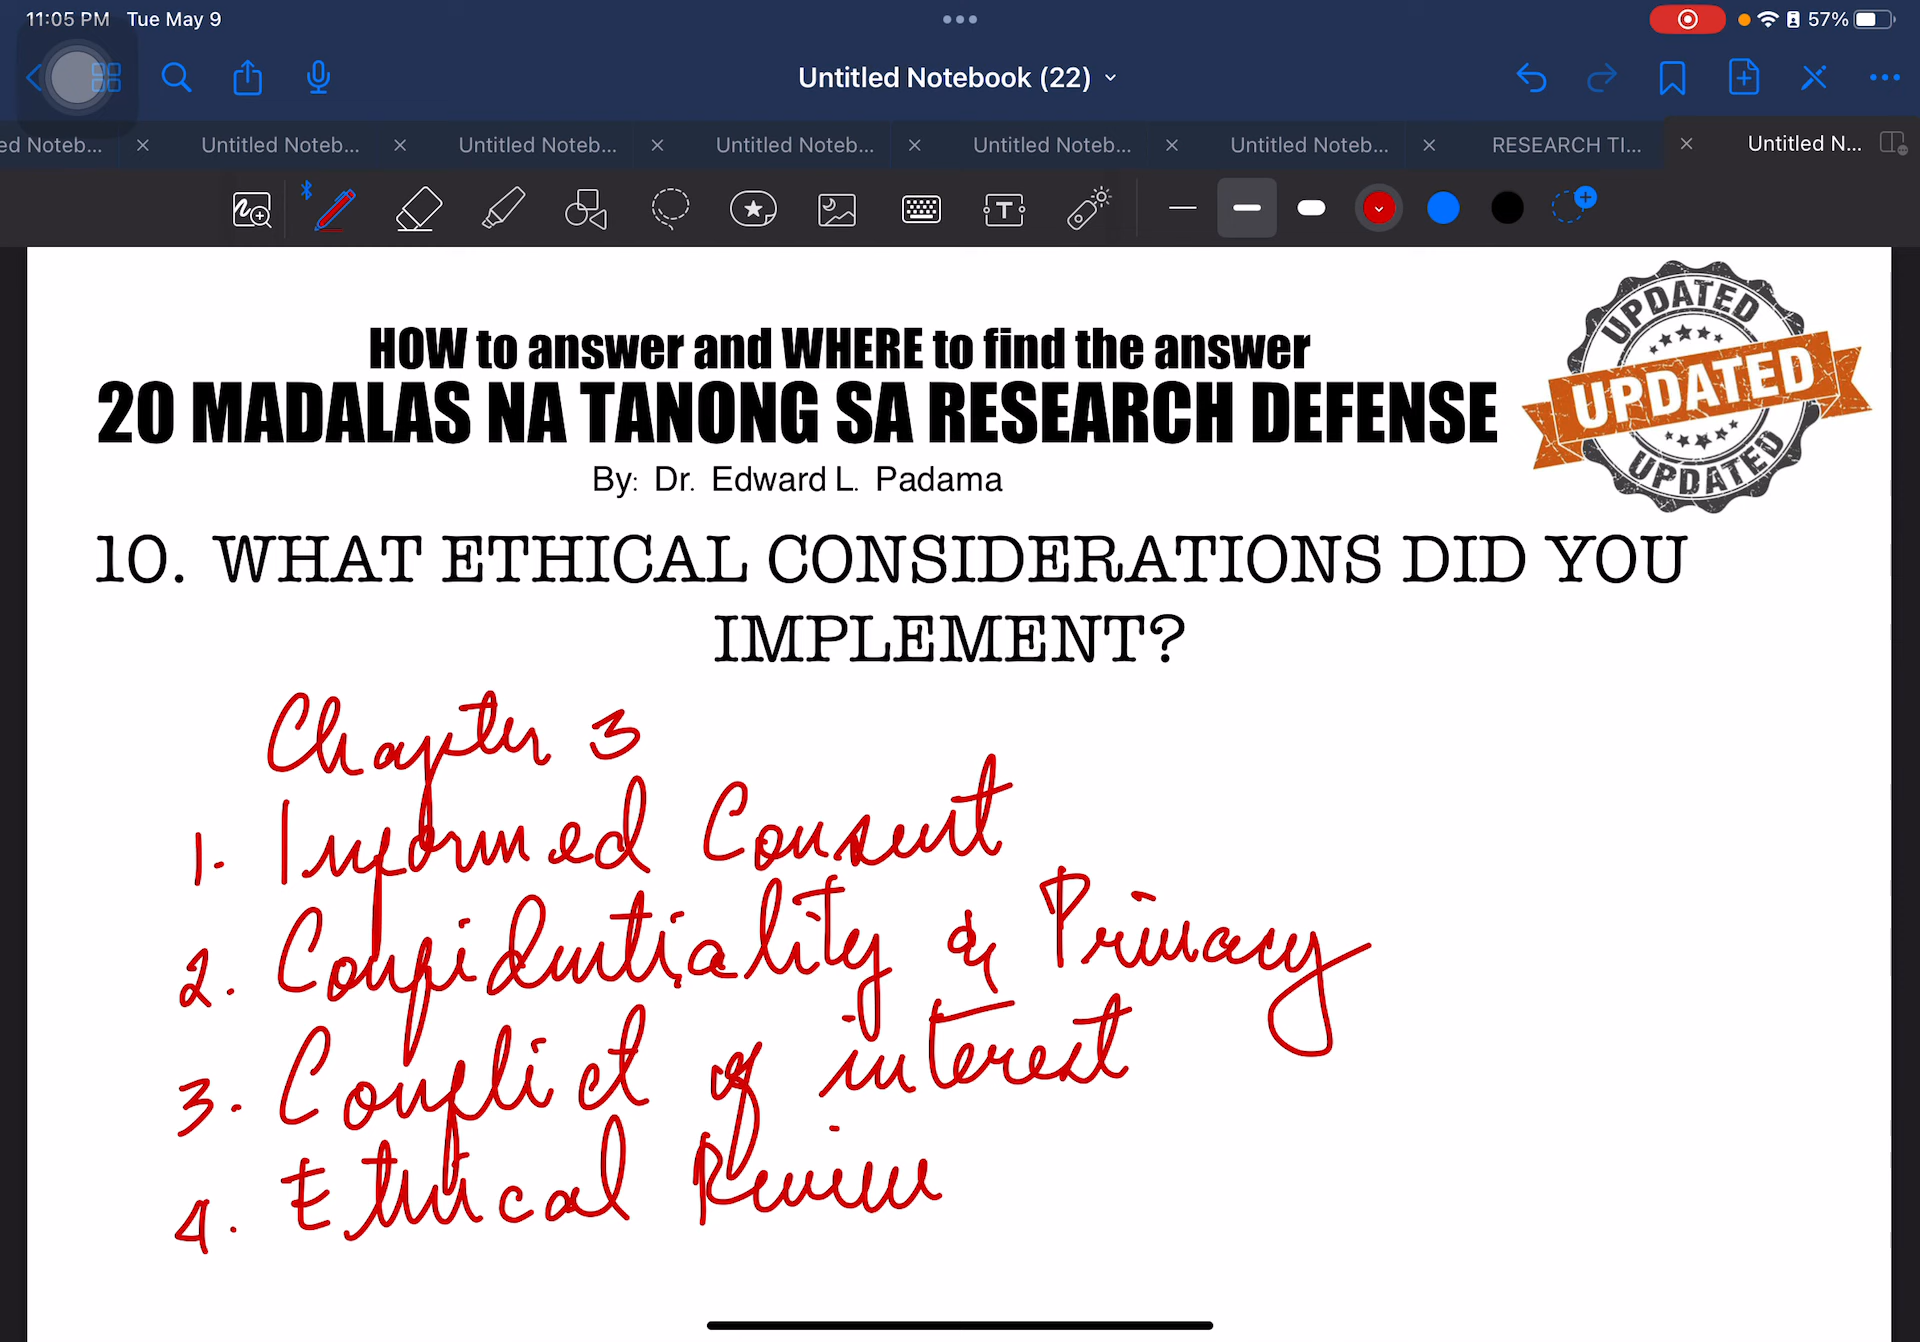 11:05 PM Tue May 9
57%
Untitled Notebook (22)
ed Noteb... Untitled Noteb... Untitled Noteb... Untitled Noteb... Untitled Noteb... Untitled Noteb... RESEARCH TI... Untitled N...
HOW to answer and WHERE to find the answer
20 MADALAS NA TANONG SA RESEARCH DEFENSE
By: Dr. Edward L. Padama
UPDATED
UPDATED
UPDATED
10. WHAT ETHICAL CONSIDERATIONS DID YOU
IMPLEMENT?
Chapter 3
1. Informed Consent
2. Confidentiality & Privacy
3. Conflict of interest
4. Ethical Review